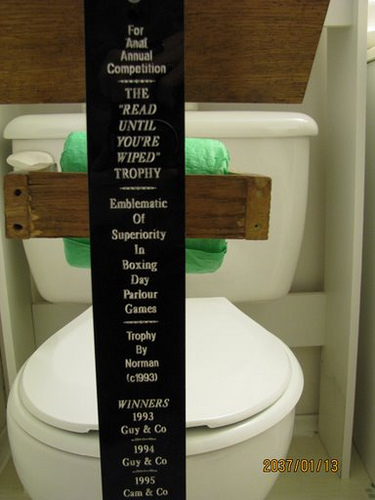 For
'Anal'
Annual
Competition
THE
"READ
UNTIL
YOU'RE
WIPED"
TROPHY
Emblematic
Of
Superiority
In
Boxing
Day
Parlour
Games
Trophy
By
Norman
(c1993)
WINNERS
1993
Guy & Co
1994
Guy & Co
1995
Cam & Co
2037/01/13